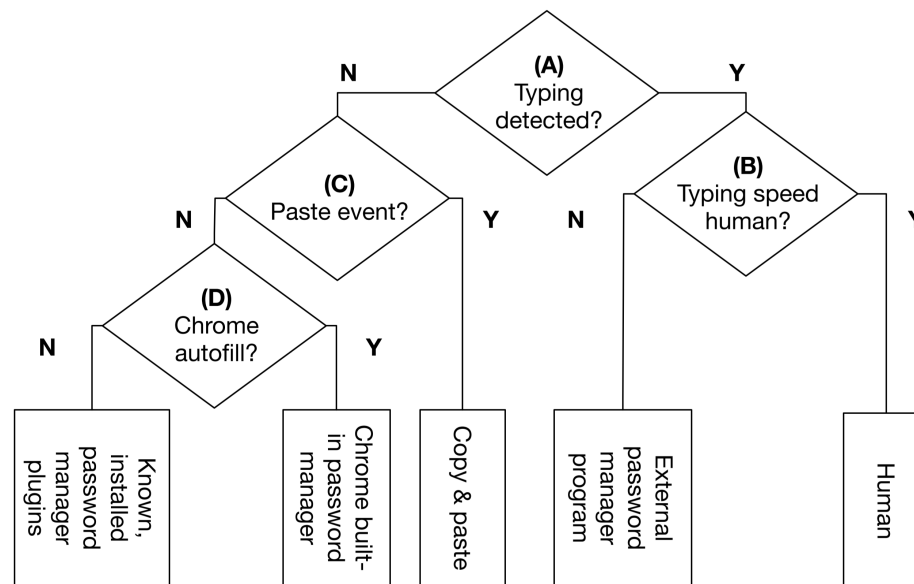 (A)
Typing
detected?
N
Y
(B)
Typing speed
human?
(C)
Paste event?
N
Y
N
Y
(D)
Chrome
autofill?
N
Y
Known,
installed
password
manager
plugins
Chrome built-
in password
manager
Copy & paste
External
password
manager
program
Human